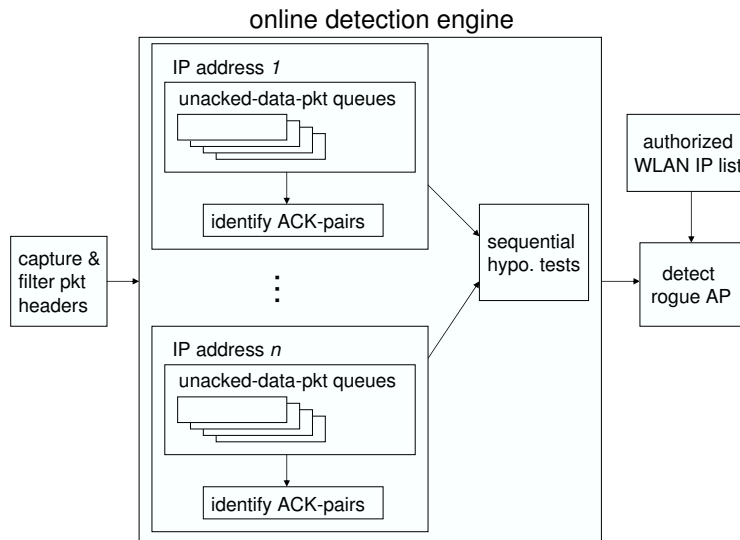 online detection engine
IP address 1
unacked-data-pkt queues
identify ACK-pairs
capture &
filter pkt
headers
IP address n
unacked-data-pkt queues
identify ACK-pairs
sequential
hypo. tests
authorized
WLAN IP list
detect
rogue AP